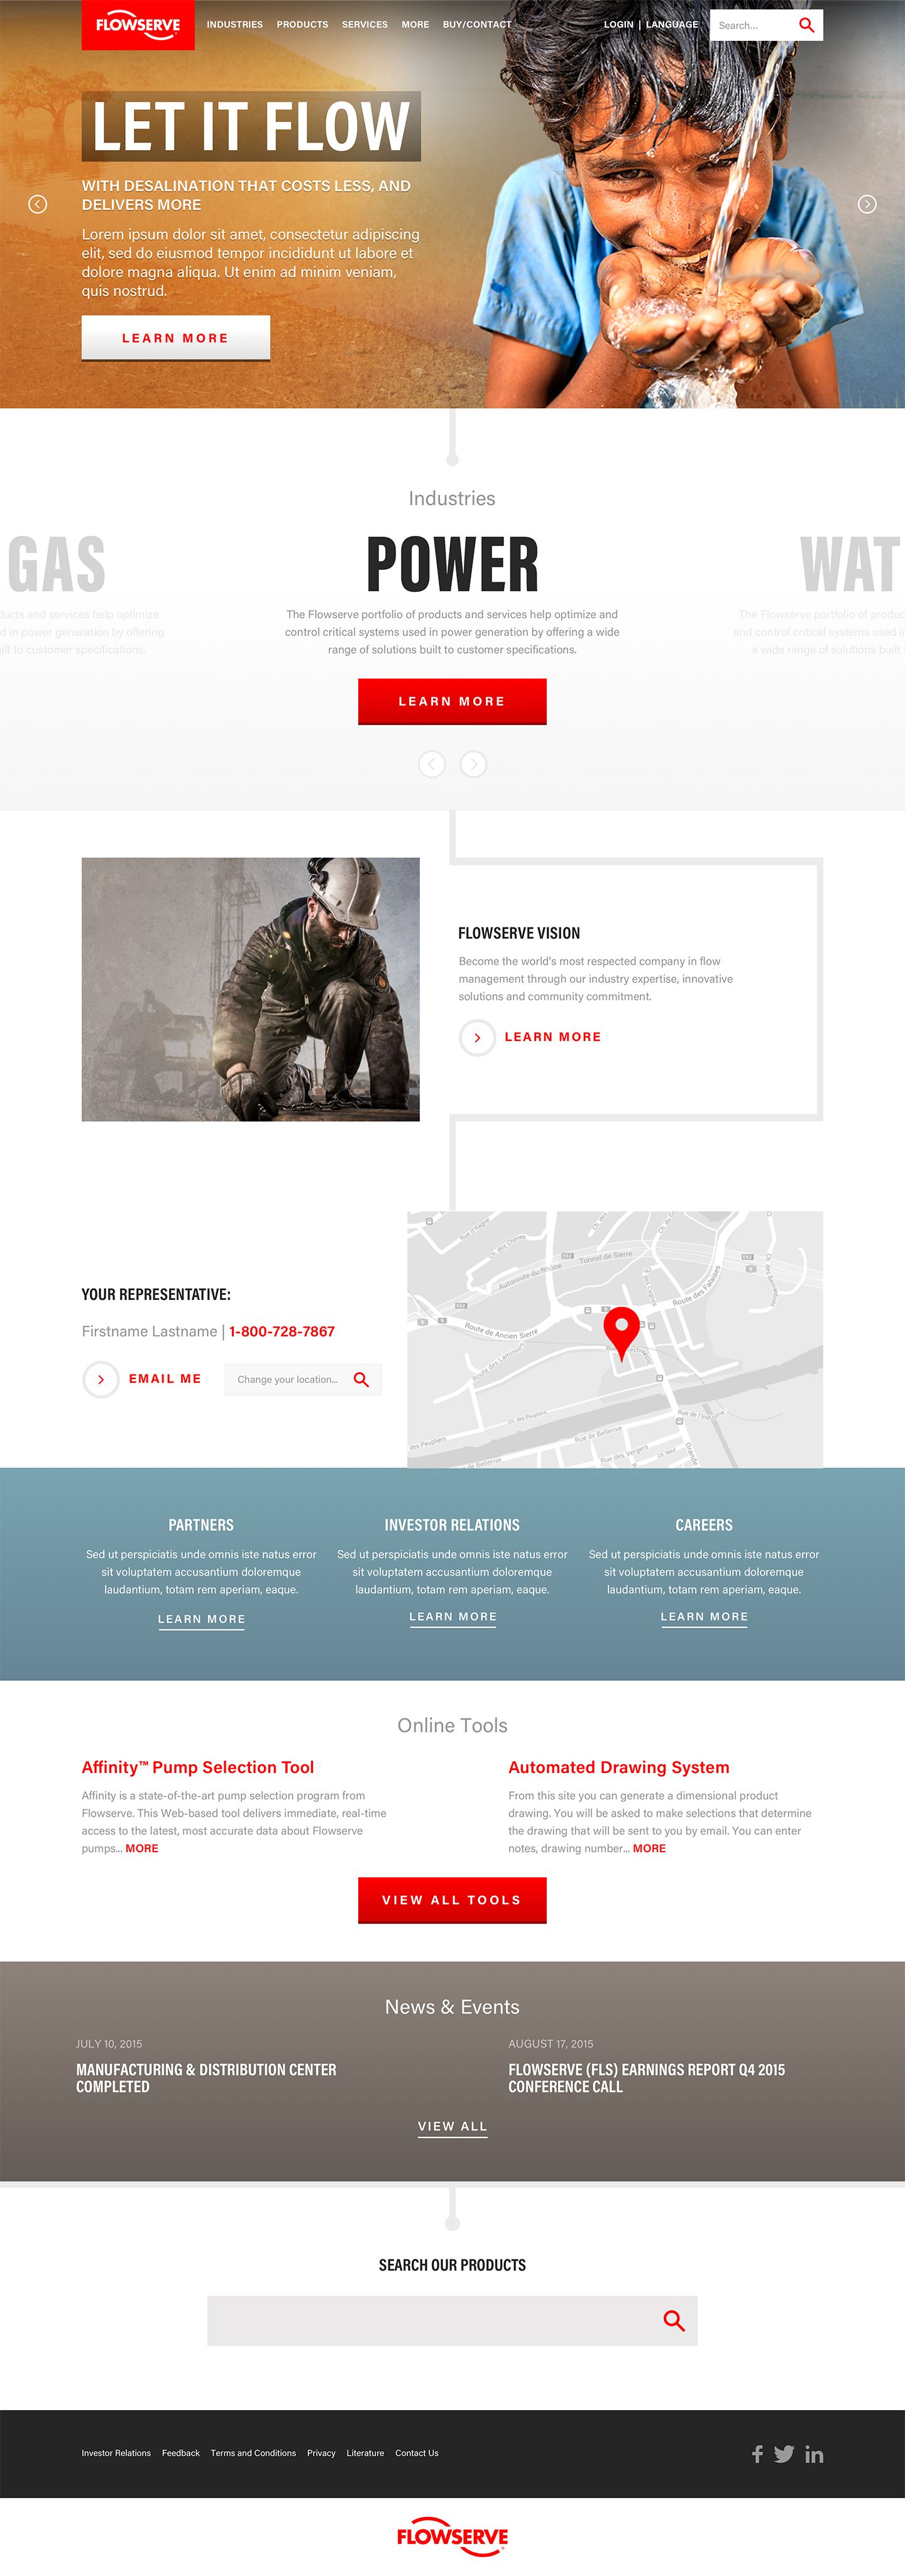 FLOWSERVE
INDUSTRIES PRODUCTS SERVICES MORE BUY/CONTACT LOGIN | LANGUAGE Search...
LET IT FLOW
WITH DESALINATION THAT COSTS LESS, AND
DELIVERS MORE
Lorem ipsum dolor sit amet, consectetur adipiscing
elit, sed do eiusmod tempor incididunt ut labore et
dolore magna aliqua. Ut enim ad minim veniam,
quis nostrud.
LEARN MORE
Industries
GAS
ducts and services help optimize
d in power generation by offering
ilt to customer specifications.
POWER
The Flowserve portfolio of products and services help optimize and
control critical systems used in power generation by offering a wide
range of solutions built to customer specifications.
WAT
The Flowserve portfolio of produc
and control critical systems used i
a wide range of solutions built
LEARN MORE
FLOWSERVE VISION
Become the world's most respected company in flow
management through our industry expertise, innovative
solutions and community commitment.
LEARN MORE
YOUR REPRESENTATIVE:
Firstname Lastname | 1-800-728-7867
EMAIL ME
Change your location...
Rue d'Italie
Ch. des Chênes
Autoroute du Rhône
Tunnel de Sierre
Route des Falaises
Route de Ancien Sierre
Ch. des Peupliers
des Peupliers
Rue de Bellevue
Rue des Vergers
Rue de l'Industrie
de Bellevue
E62
E62
E62
PARTNERS
Sed ut perspiciatis unde omnis iste natus error
sit voluptatem accusantium doloremque
laudantium, totam rem aperiam, eaque.
LEARN MORE
INVESTOR RELATIONS
Sed ut perspiciatis unde omnis iste natus error
sit voluptatem accusantium doloremque
laudantium, totam rem aperiam, eaque.
LEARN MORE
CAREERS
Sed ut perspiciatis unde omnis iste natus error
sit voluptatem accusantium doloremque
laudantium, totam rem aperiam, eaque.
LEARN MORE
Online Tools
Affinity™ Pump Selection Tool
Affinity is a state-of-the-art pump selection program from
Flowserve. This Web-based tool delivers immediate, real-time
access to the latest, most accurate data about Flowserve
pumps... MORE
Automated Drawing System
From this site you can generate a dimensional product
drawing. You will be asked to make selections that determine
the drawing that will be sent to you by email. You can enter
notes, drawing number... MORE
VIEW ALL TOOLS
News & Events
JULY 10, 2015
MANUFACTURING & DISTRIBUTION CENTER
COMPLETED
AUGUST 17, 2015
FLOWSERVE (FLS) EARNINGS REPORT Q4 2015
CONFERENCE CALL
VIEW ALL
SEARCH OUR PRODUCTS
Investor Relations Feedback Terms and Conditions Privacy Literature Contact Us
FLOWSERVE